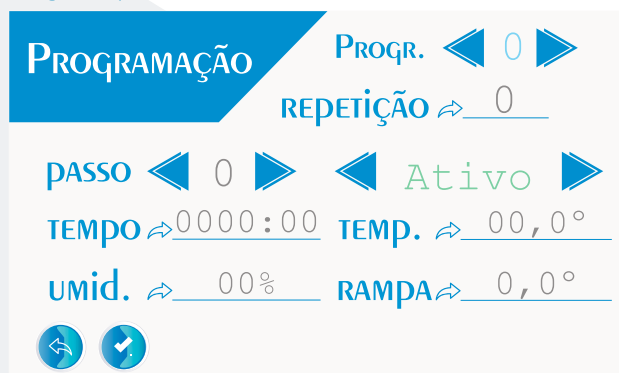 Programação
Progr. 0
Repetição 0
Passo 0 Ativo
Tempo 0000:00 Temp. 00,0°
Umid. 00% Rampa 0,0°